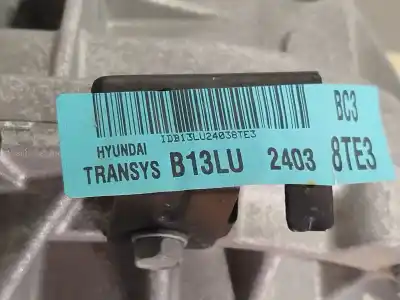 BC3
IDB13LU24038TE3
HYUNDAI
TRANSYS B13LU 2403 8TE3